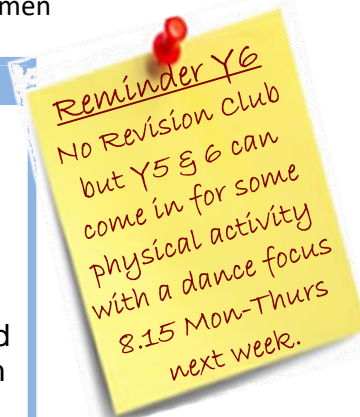 men
Reminder Y6
No Revision Club
but Y5 & 6 can
come in for some
physical activity
with a dance focus
8.15 Mon-Thurs
next week.
d